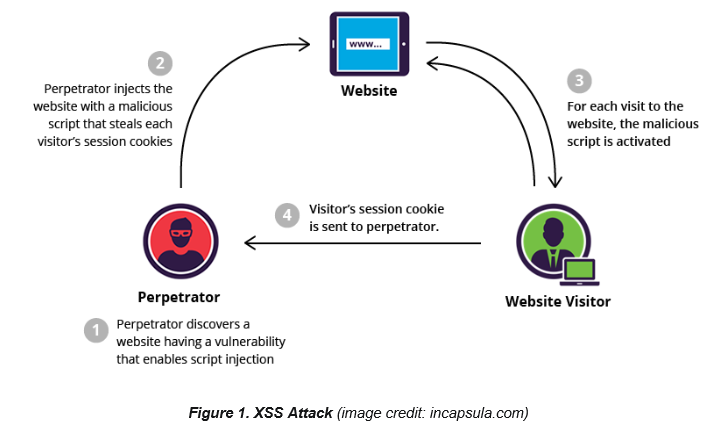 www...
Website
2
Perpetrator injects the
website with a malicious
script that steals each
visitor's session cookies
3
For each visit to the
website, the malicious
script is activated
4
Visitor's session cookie
is sent to perpetrator.
Perpetrator
Website Visitor
1
Perpetrator discovers a
website having a vulnerability
that enables script injection
Figure 1. XSS Attack (image credit: incapsula.com)